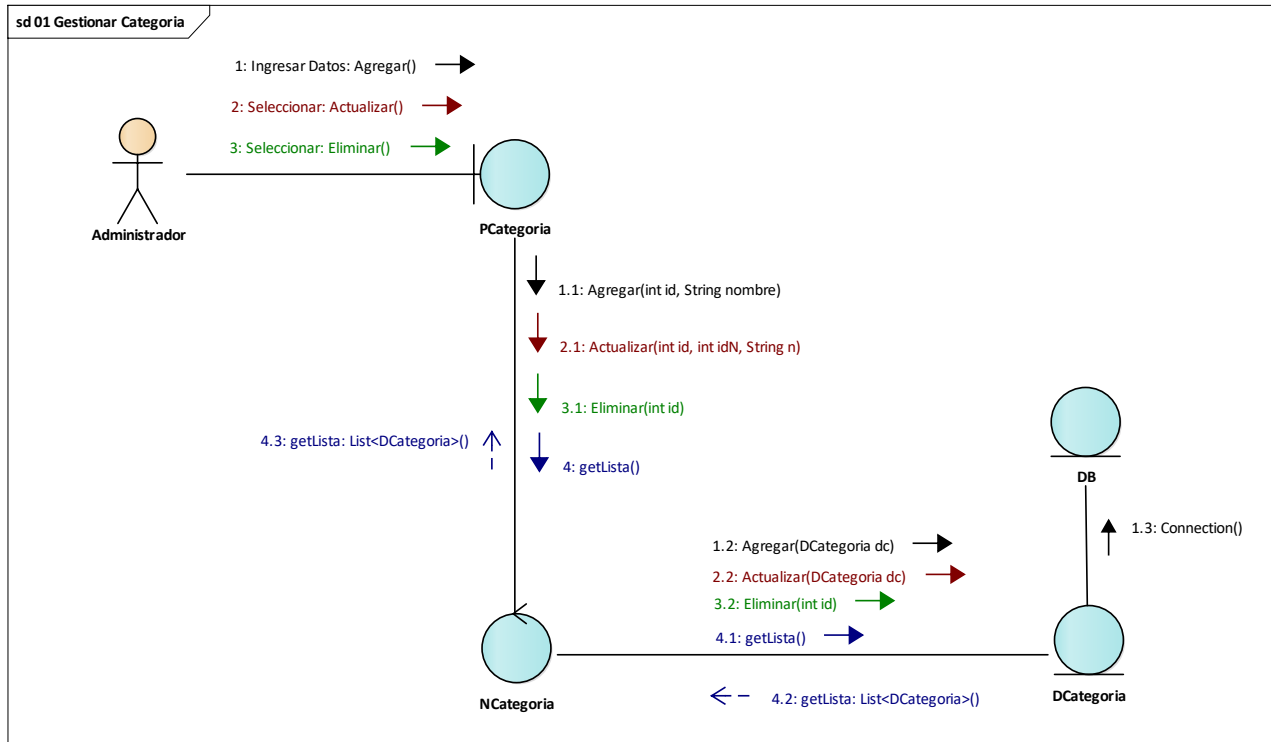 sd 01 Gestionar Categoria
1: Ingresar Datos: Agregar()
2: Seleccionar: Actualizar()
3: Seleccionar: Eliminar()
Administrador
PCategoria
1.1: Agregar(int id, String nombre)
2.1: Actualizar(int id, int idN, String n)
3.1: Eliminar(int id)
4.3: getLista: List<DCategoria>()
4: getLista()
DB
1.3: Connection()
1.2: Agregar(DCategoria dc)
2.2: Actualizar(DCategoria dc)
3.2: Eliminar(int id)
4.1: getLista()
4.2: getLista: List<DCategoria>()
NCategoria
DCategoria